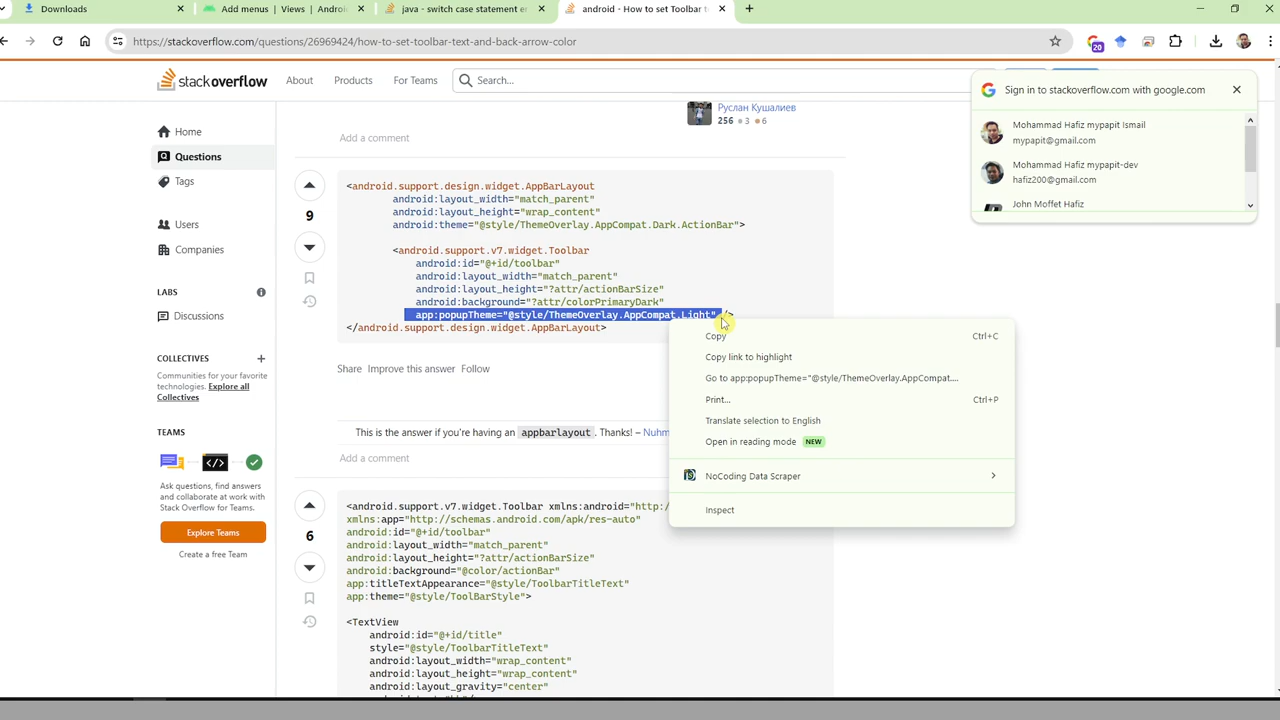 Downloads
Add menus | Views | Androi
java - switch case statement er
android - How to set Toolbar t
https://stackoverflow.com/questions/26969424/how-to-set-toolbar-text-and-back-arrow-color
20
stackoverflow
About
Products
For Teams
Search...
Sign in to stackoverflow.com with google.com
Mohammad Hafiz mypapit Ismail
mypapit@gmail.com
Mohammad Hafiz mypapit-dev
hafiz200@gmail.com
John Moffet Hafiz
Home
Questions
Tags
Users
Companies
LABS
Discussions
COLLECTIVES
Communities for your favorite
technologies. Explore all
Collectives
TEAMS
Ask questions, find answers
and collaborate at work with
Stack Overflow for Teams.
Explore Teams
Create a free Team
Руслан Кушалиев
256 3 6
Add a comment
9
<android.support.design.widget.AppBarLayout
android:layout_width="match_parent"
android:layout_height="wrap_content"
android:theme="@style/ThemeOverlay.AppCompat.Dark.ActionBar">
<android.support.v7.widget.Toolbar
android:id="@+id/toolbar"
android:layout_width="match_parent"
android:layout_height="?attr/actionBarSize"
android:background="?attr/colorPrimaryDark"
app:popupTheme="@style/ThemeOverlay.AppCompat.Light" />
</android.support.design.widget.AppBarLayout>
Share Improve this answer Follow
This is the answer if you're having an appbarlayout. Thanks! – Nuhm
Add a comment
Copy Ctrl+C
Copy link to highlight
Go to app:popupTheme="@style/ThemeOverlay.AppCompat....
Print... Ctrl+P
Translate selection to English
Open in reading mode NEW
NoCoding Data Scraper
Inspect
6
<android.support.v7.widget.Toolbar xmlns:android="http:/
xmlns:app="http://schemas.android.com/apk/res-auto"
android:id="@+id/toolbar"
android:layout_width="match_parent"
android:layout_height="?attr/actionBarSize"
android:background="@color/actionBar"
app:titleTextAppearance="@style/ToolbarTitleText"
app:theme="@style/ToolBarStyle">
<TextView
android:id="@+id/title"
style="@style/ToolbarTitleText"
android:layout_width="wrap_content"
android:layout_height="wrap_content"
android:layout_gravity="center"